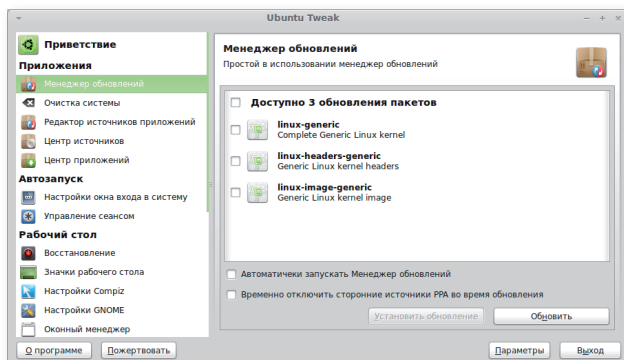 Ubuntu Tweak
Приветствие
Приложения
Менеджер обновлений
Очистка системы
Редактор источников приложений
Центр источников
Центр приложений
Автозапуск
Настройки окна входа в систему
Управление сеансом
Рабочий стол
Восстановление
Значки рабочего стола
Настройки Compiz
Настройки GNOME
Оконный менеджер
Менеджер обновлений
Простой в использовании менеджер обновлений
Доступно 3 обновления пакетов
linux-generic
Complete Generic Linux kernel
linux-headers-generic
Generic Linux kernel headers
linux-image-generic
Generic Linux kernel image
Автоматичеки запускать Менеджер обновлений
Временно отключить сторонние источники PPA во время обновления
Установить обновление
Обновить
О программе
Пожертвовать
Параметры
Выход